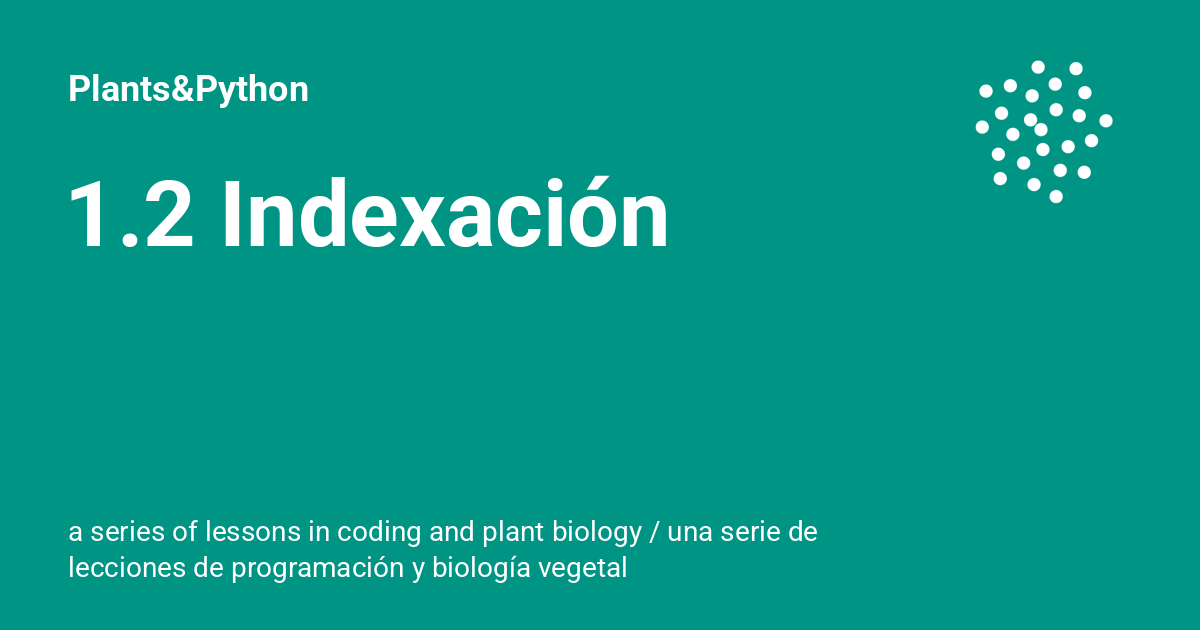 Plants&Python
1.2 Indexación
a series of lessons in coding and plant biology / una serie de
lecciones de programación y biología vegetal